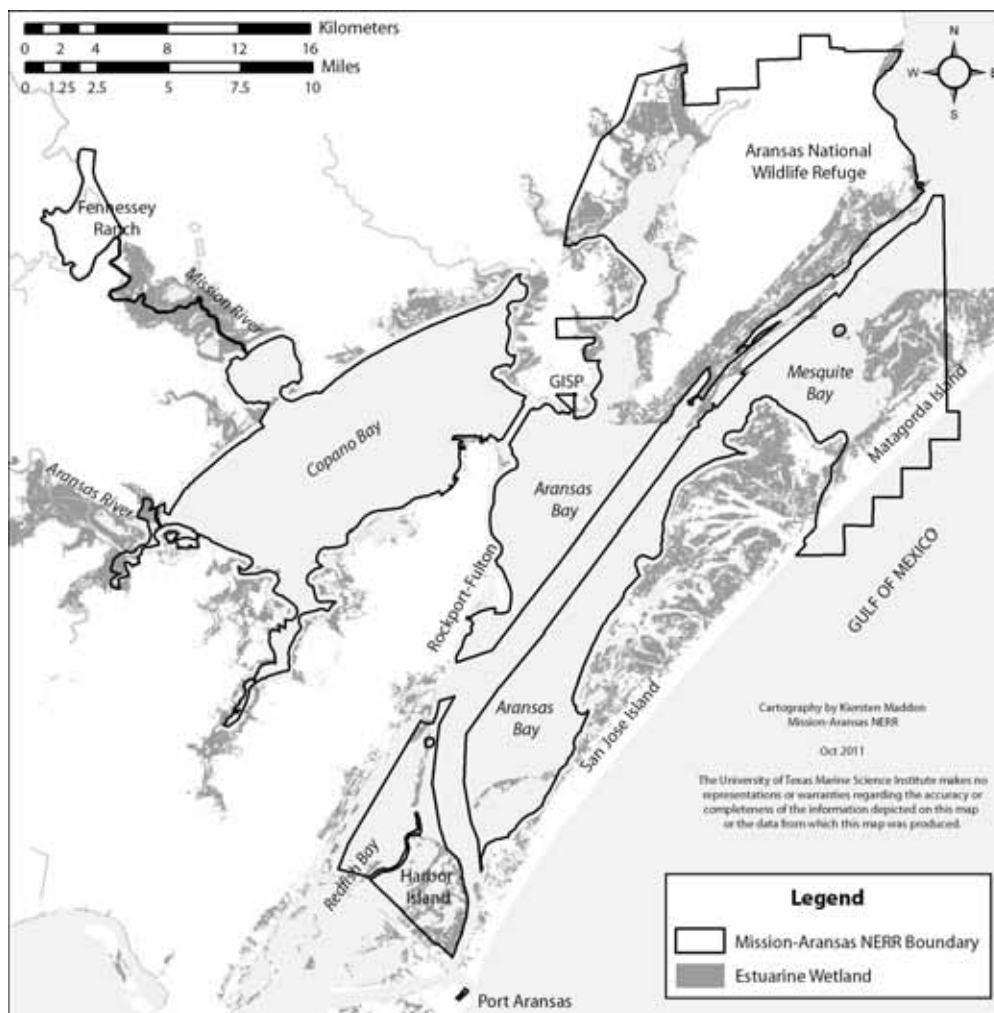 Kilometers
0 2 4 8 12 16
Miles
0 1.25 2.5 5 7.5 10
N
W E
S
Aransas National
Wildlife Refuge
Fennessey
Ranch
Mission River
GISP
Mesquite
Bay
Matagorda Island
Copano Bay
Aransas River
Aransas
Bay
Rockport-Fulton
GULF OF MEXICO
Aransas
Bay
San Jose Island
Cartography by Kiersten Madden
Mission-Aransas NERR
Oct 2011
The University of Texas Marine Science Institute makes no
representations or warranties regarding the accuracy or
completeness of the information depicted on this map
or the data from which this map was produced.
Redfish Bay
Harbor
Island
Legend
Mission-Aransas NERR Boundary
Estuarine Wetland
Port Aransas